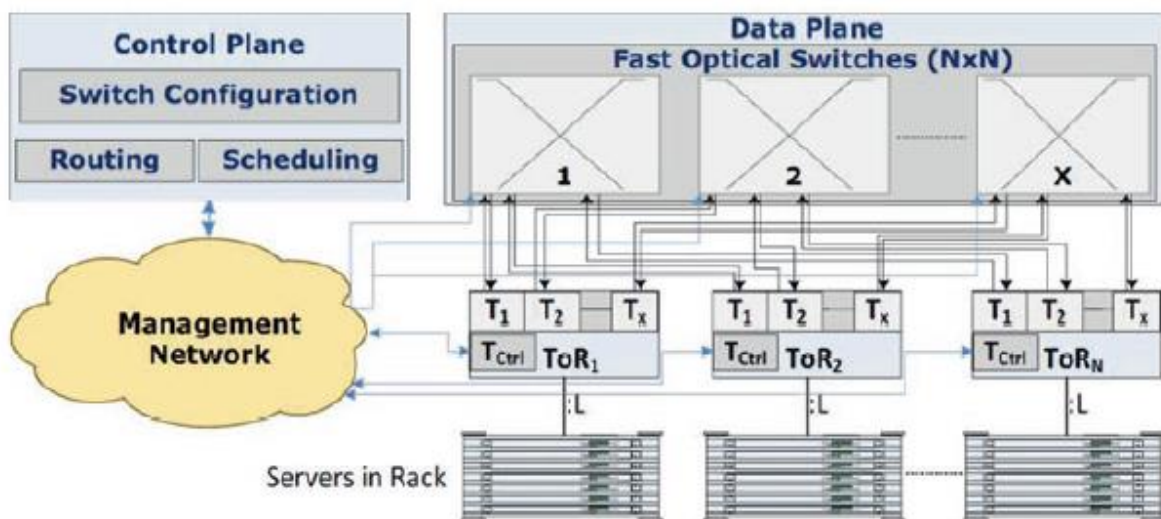 Control Plane
Switch Configuration
Routing
Scheduling
Data Plane
Fast Optical Switches (NxN)
1
2
X
Management
Network
T1 T2 Tx
TCtrl ToR1
T1 T2 Tx
TCtrl ToR2
T1 T2 Tx
TCtrl ToRN
:L
:L
:L
Servers in Rack